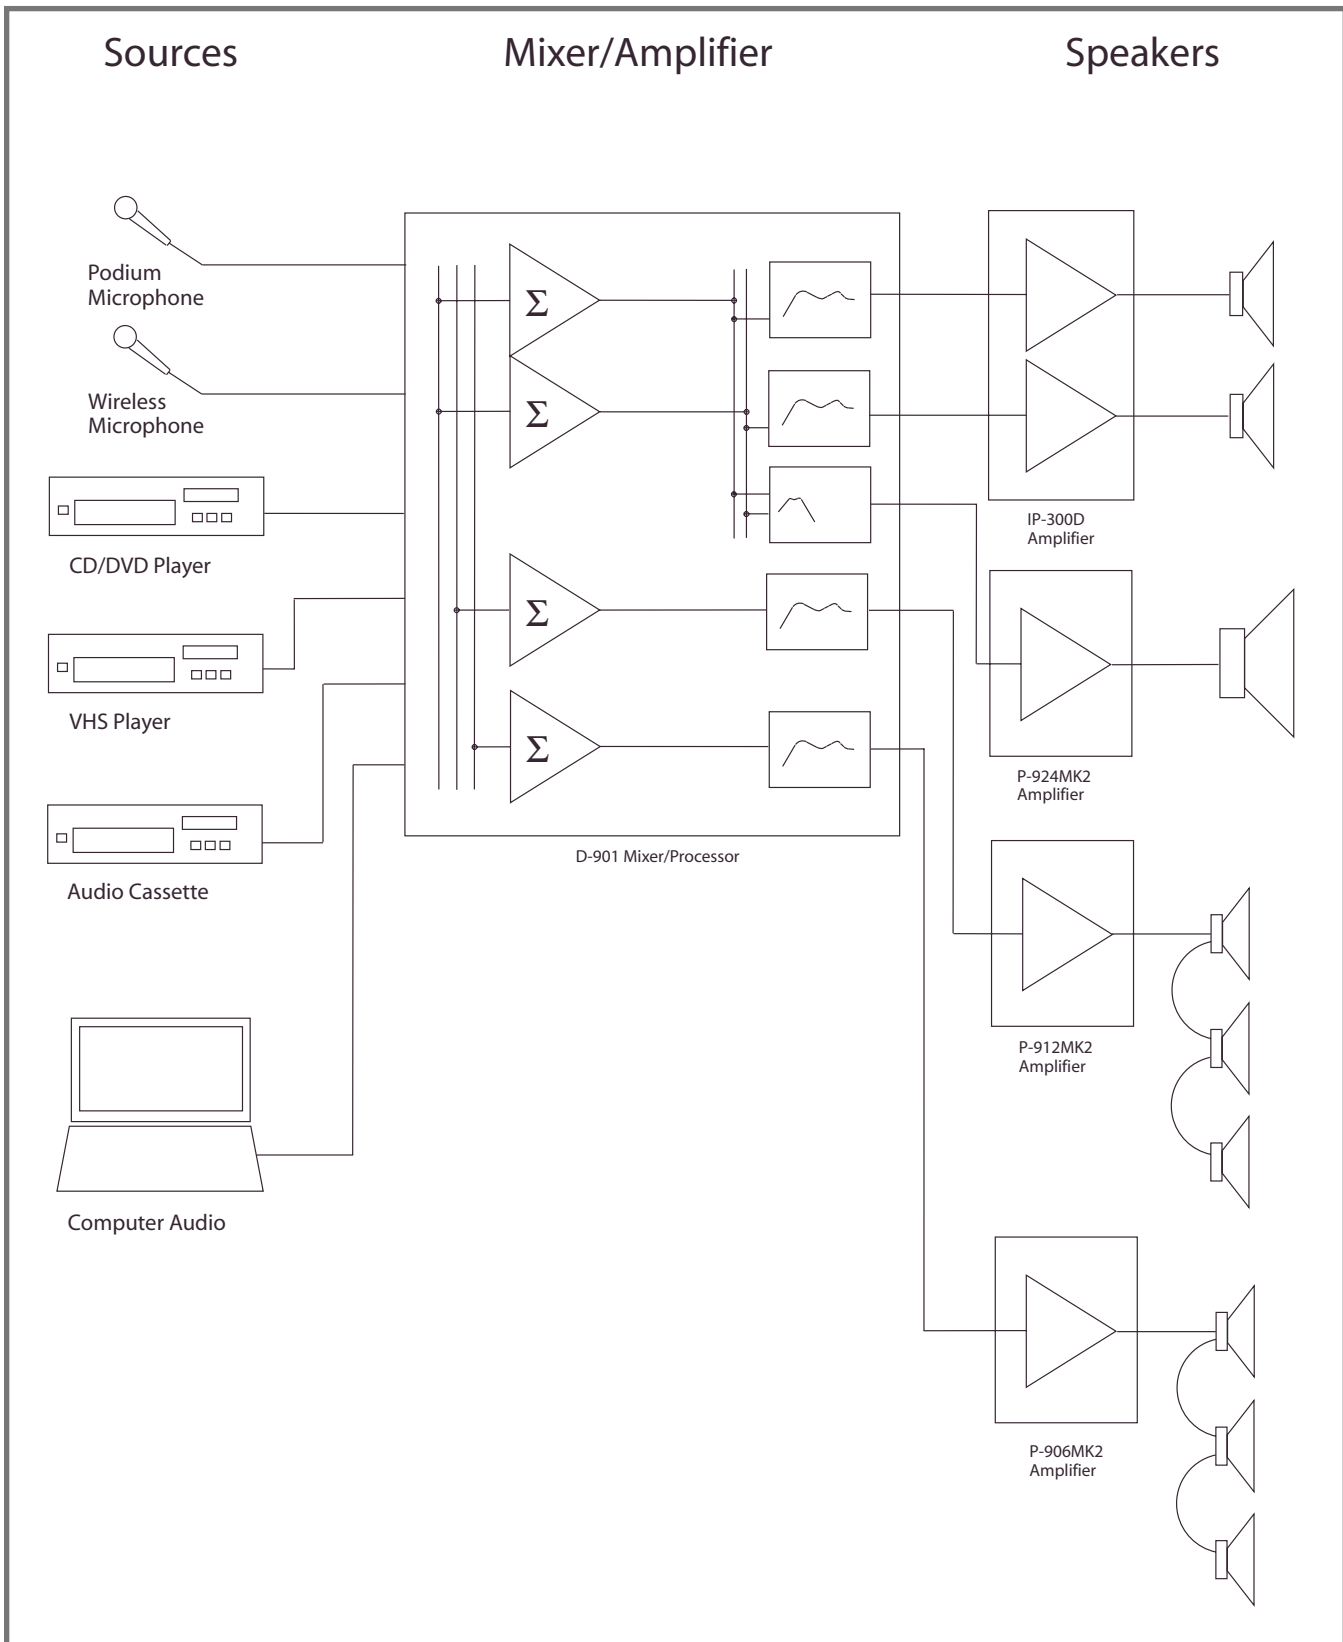 Sources
Mixer/Amplifier
Speakers
Podium
Microphone
Wireless
Microphone
CD/DVD Player
VHS Player
Audio Cassette
Computer Audio
Σ
Σ
Σ
Σ
D-901 Mixer/Processor
IP-300D
Amplifier
P-924MK2
Amplifier
P-912MK2
Amplifier
P-906MK2
Amplifier